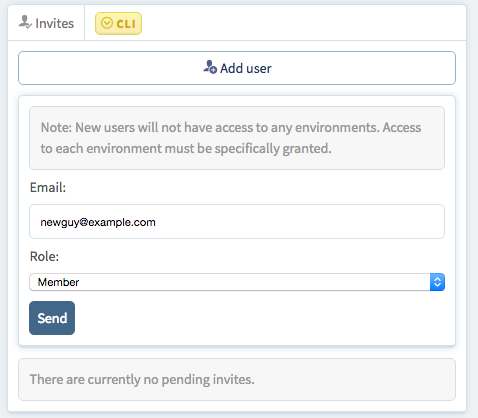 Invites
CLI
Add user
Note: New users will not have access to any environments. Access
to each environment must be specifically granted.
Email:
newguy@example.com
Role:
Member
Send
There are currently no pending invites.